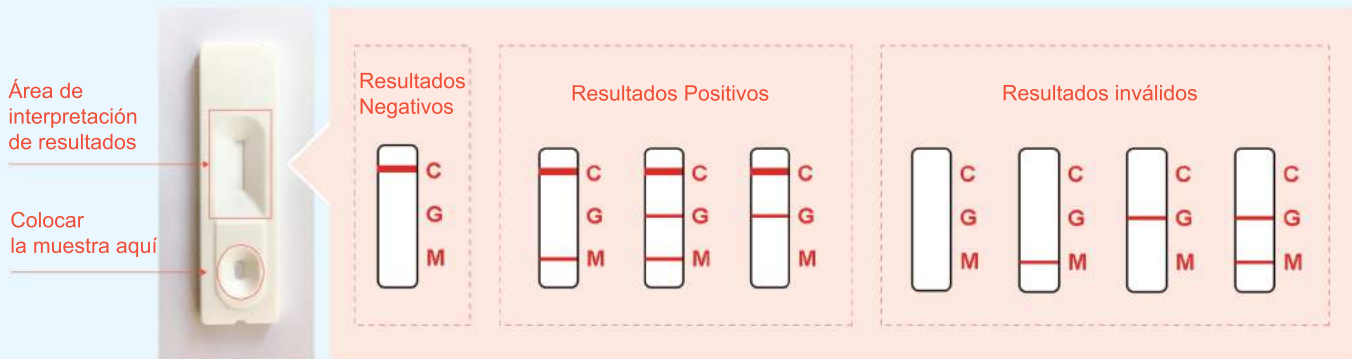 Área de
interpretación
de resultados
Colocar
la muestra aquí
Resultados
Negativos
C
G
M
Resultados Positivos
C
G
M
C
G
M
C
G
M
Resultados inválidos
C
G
M
C
G
M
C
G
M
C
G
M